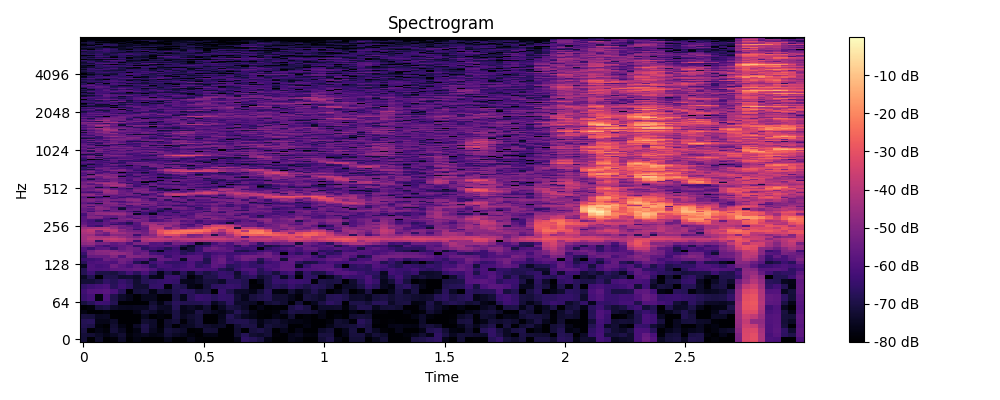 Spectrogram
4096
2048
1024
512
256
128
64
0
Hz
0
0.5
1
1.5
2
2.5
Time
-10 dB
-20 dB
-30 dB
-40 dB
-50 dB
-60 dB
-70 dB
-80 dB